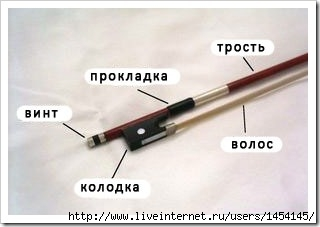 трость
прокладка
винт
волос
колодка
http://www.liveinternet.ru/users/1454145/